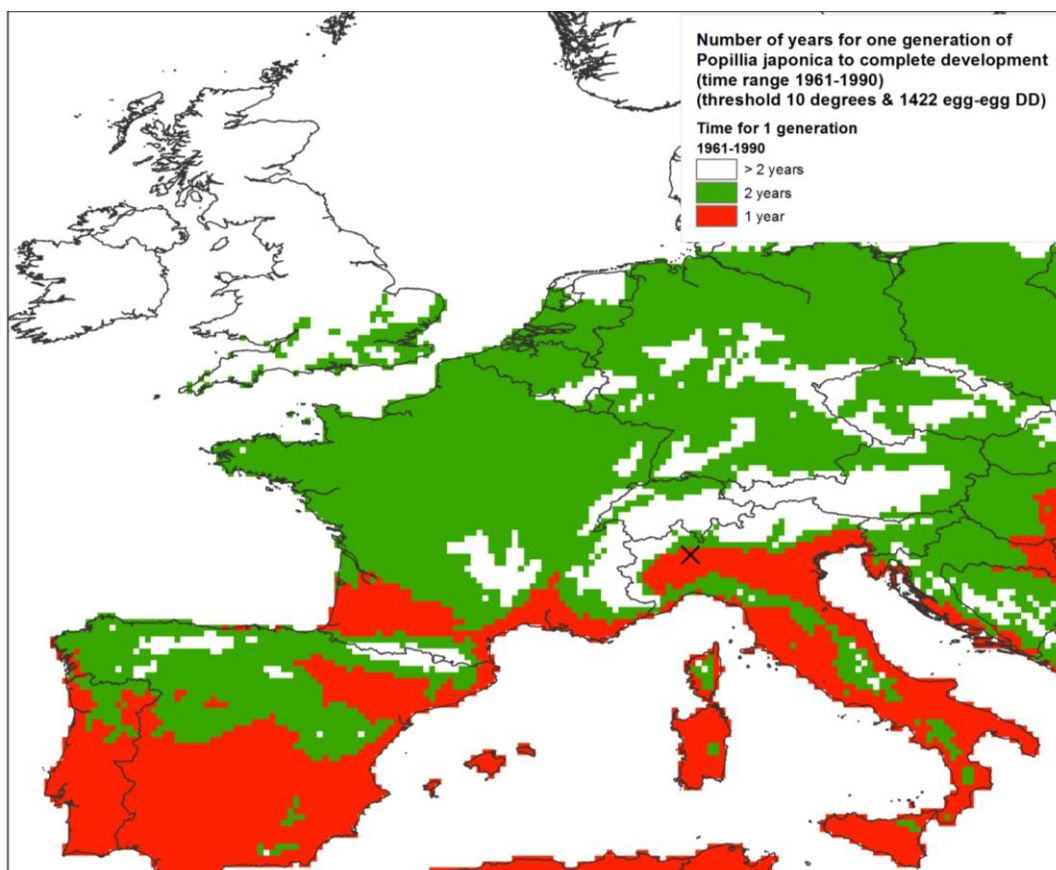 Number of years for one generation of
Popillia japonica to complete development
(time range 1961-1990)
(threshold 10 degrees & 1422 egg-egg DD)
Time for 1 generation
1961-1990
> 2 years
2 years
1 year